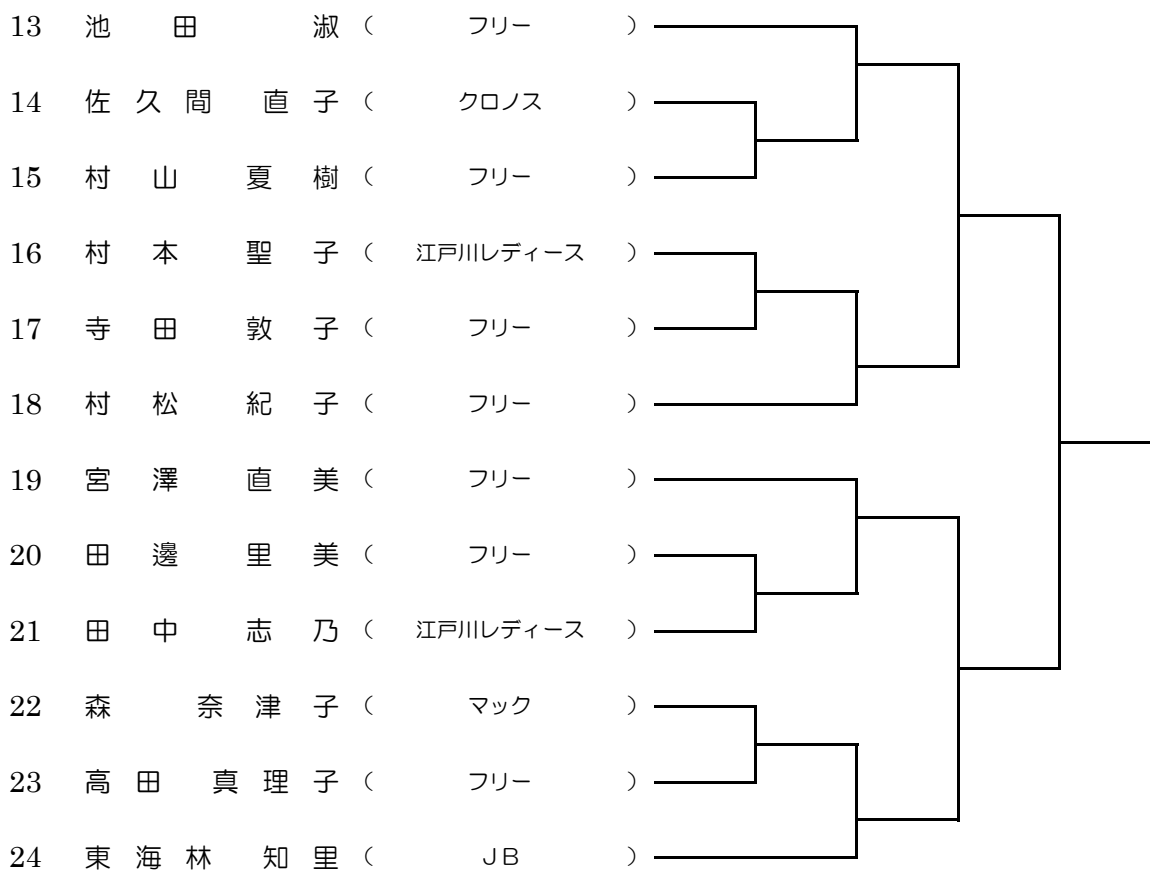 13 池田 淑 ( フリー )
14 佐久間 直子 ( クロノス )
15 村山 夏樹 ( フリー )
16 村本 聖子 ( 江戸川レディース )
17 寺田 敦子 ( フリー )
18 村松 紀子 ( フリー )
19 宮澤 直美 ( フリー )
20 田邊 里美 ( フリー )
21 田中 志乃 ( 江戸川レディース )
22 森 奈津子 ( マック )
23 高田 真理子 ( フリー )
24 東海林 知里 ( ＪＢ )